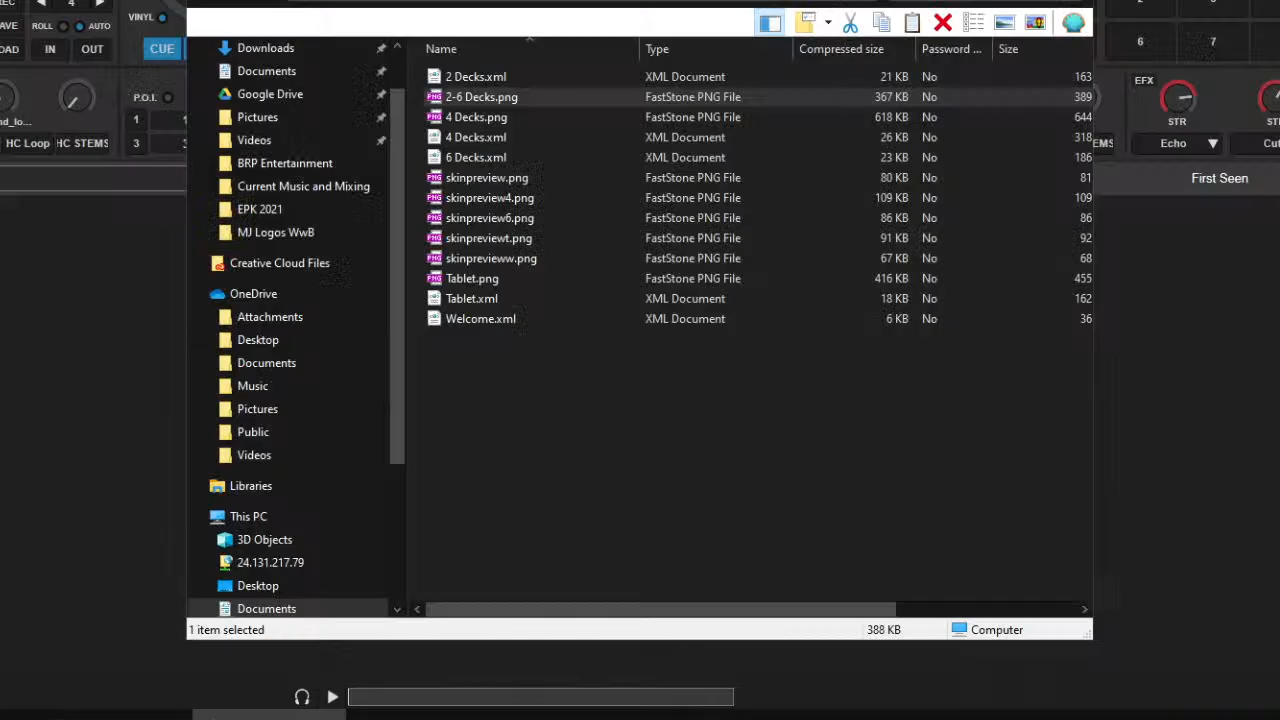 REC 4
SAVE ROLL AUTO
IN OUT
VINYL
CUE
P.O.I.
1
3
HC Loop HC STEMS
6 7
EFX
STR
Echo
First Seen
Downloads
Documents
Google Drive
Pictures
Videos
BRP Entertainment
Current Music and Mixing
EPK 2021
MJ Logos WwB
Creative Cloud Files
OneDrive
Attachments
Desktop
Documents
Music
Pictures
Public
Videos
Libraries
This PC
3D Objects
24.131.217.79
Desktop
Documents
Name Type Compressed size Password ... Size
2 Decks.xml XML Document 21 KB No 163
2-6 Decks.png FastStone PNG File 367 KB No 389
4 Decks.png FastStone PNG File 618 KB No 644
4 Decks.xml XML Document 26 KB No 318
6 Decks.xml XML Document 23 KB No 186
skinpreview.png FastStone PNG File 80 KB No 81
skinpreview4.png FastStone PNG File 109 KB No 109
skinpreview6.png FastStone PNG File 86 KB No 86
skinpreviewt.png FastStone PNG File 91 KB No 92
skinprevieww.png FastStone PNG File 67 KB No 68
Tablet.png FastStone PNG File 416 KB No 455
Tablet.xml XML Document 18 KB No 162
Welcome.xml XML Document 6 KB No 36
1 item selected 388 KB Computer